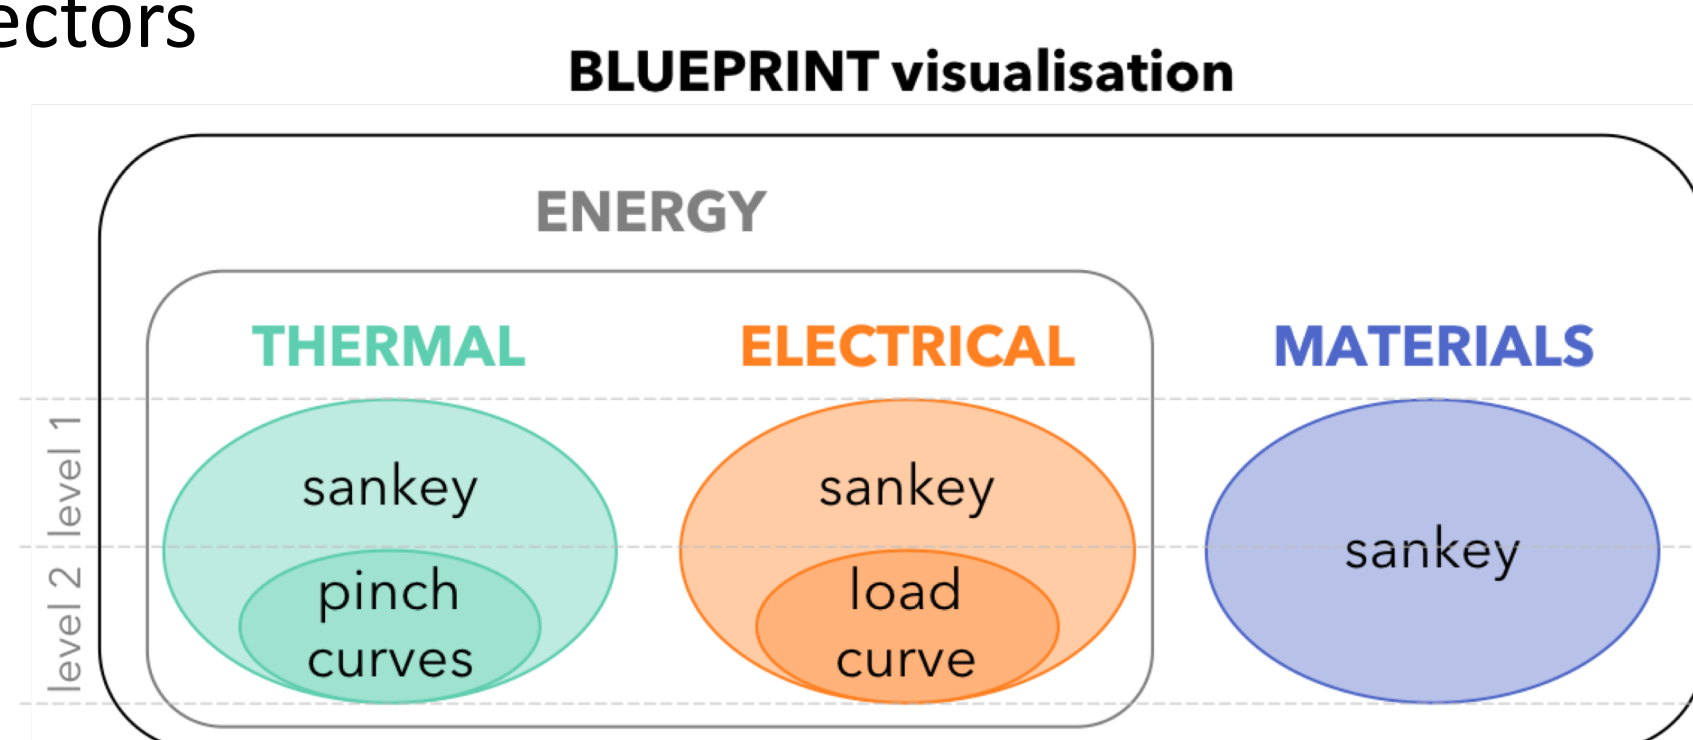 ectors
BLUEPRINT visualisation
ENERGY
THERMAL
ELECTRICAL
MATERIALS
level 1
sankey
sankey
sankey
level 2
pinch
curves
load
curve